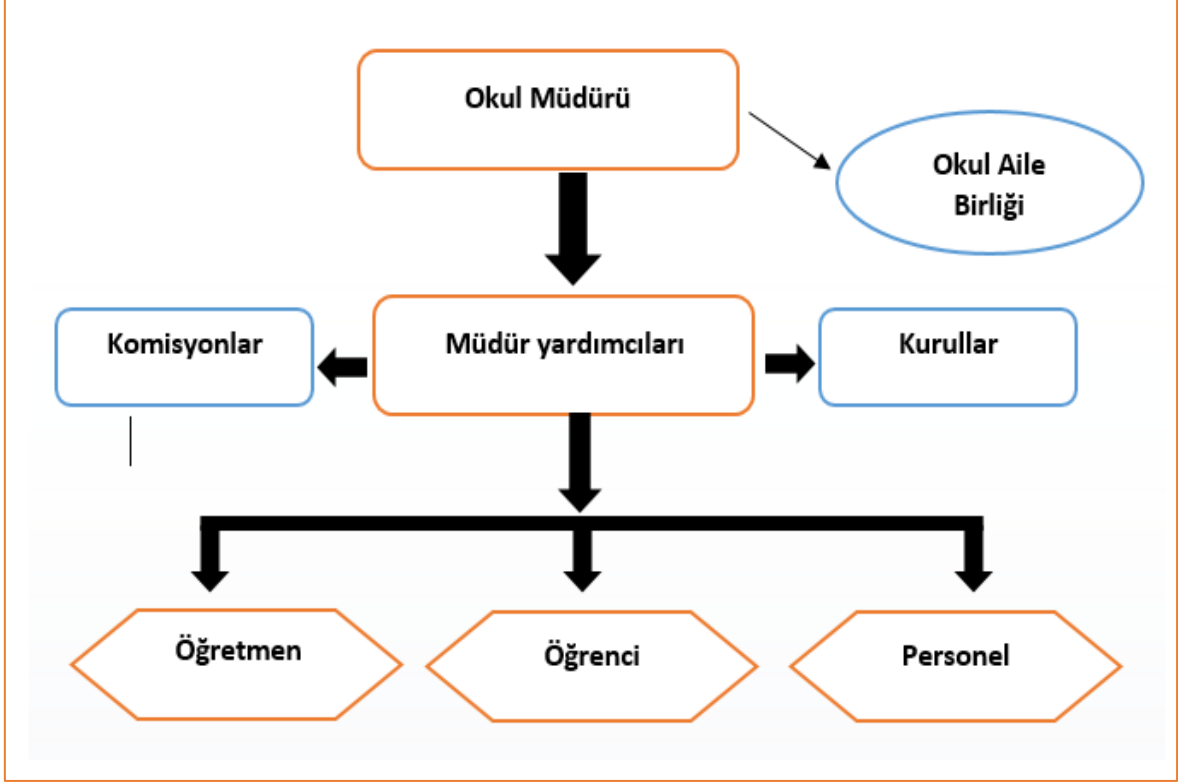 Okul Müdürü
Okul Aile
Birliği
Komisyonlar
Müdür yardımcıları
Kurullar
Öğretmen
Öğrenci
Personel